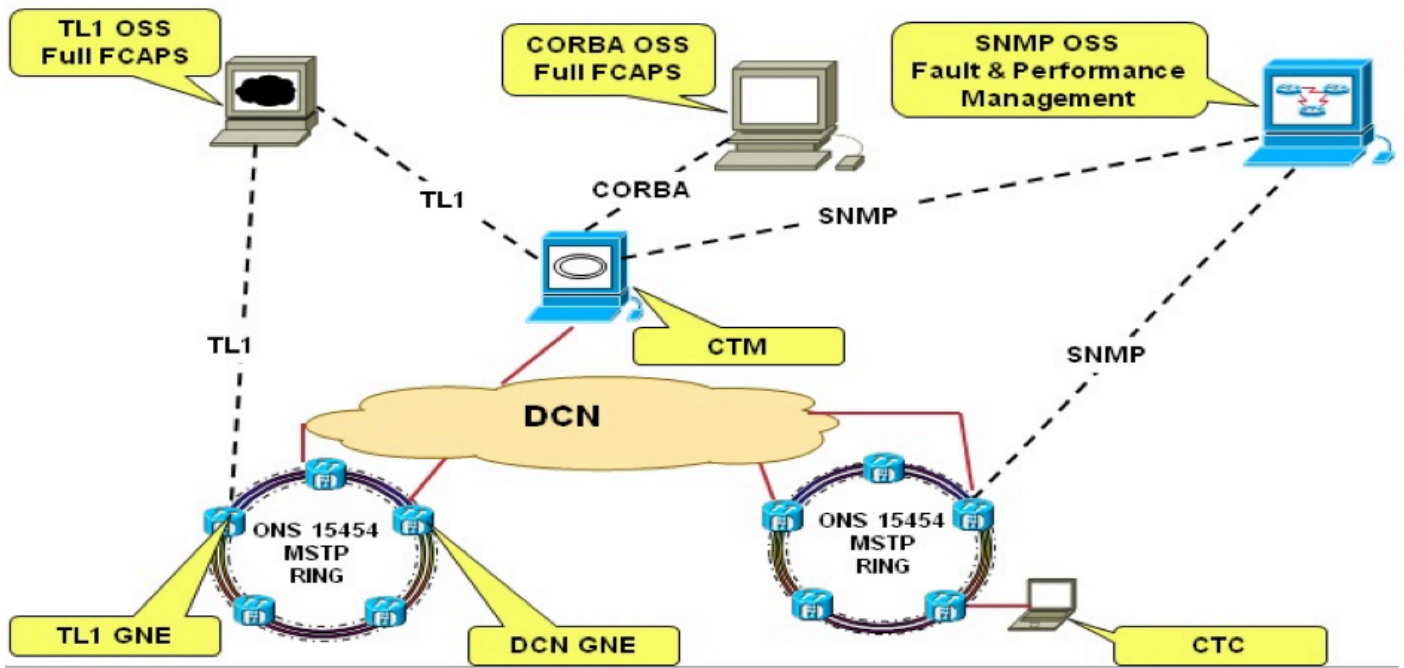 TL1 OSS
Full FCAPS
CORBA OSS
Full FCAPS
SNMP OSS
Fault & Performance
Management
TL1
CORBA
SNMP
CTM
TL1
SNMP
DCN
ONS 15454
MSTP
RING
ONS 15454
MSTP
RING
TL1 GNE
DCN GNE
CTC